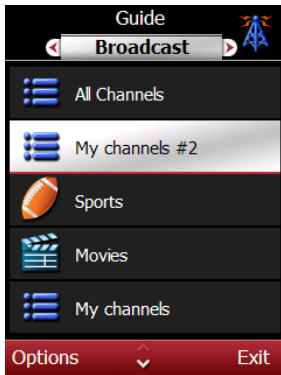 Guide
Broadcast
All Channels
My channels #2
Sports
Movies
My channels
Options Exit